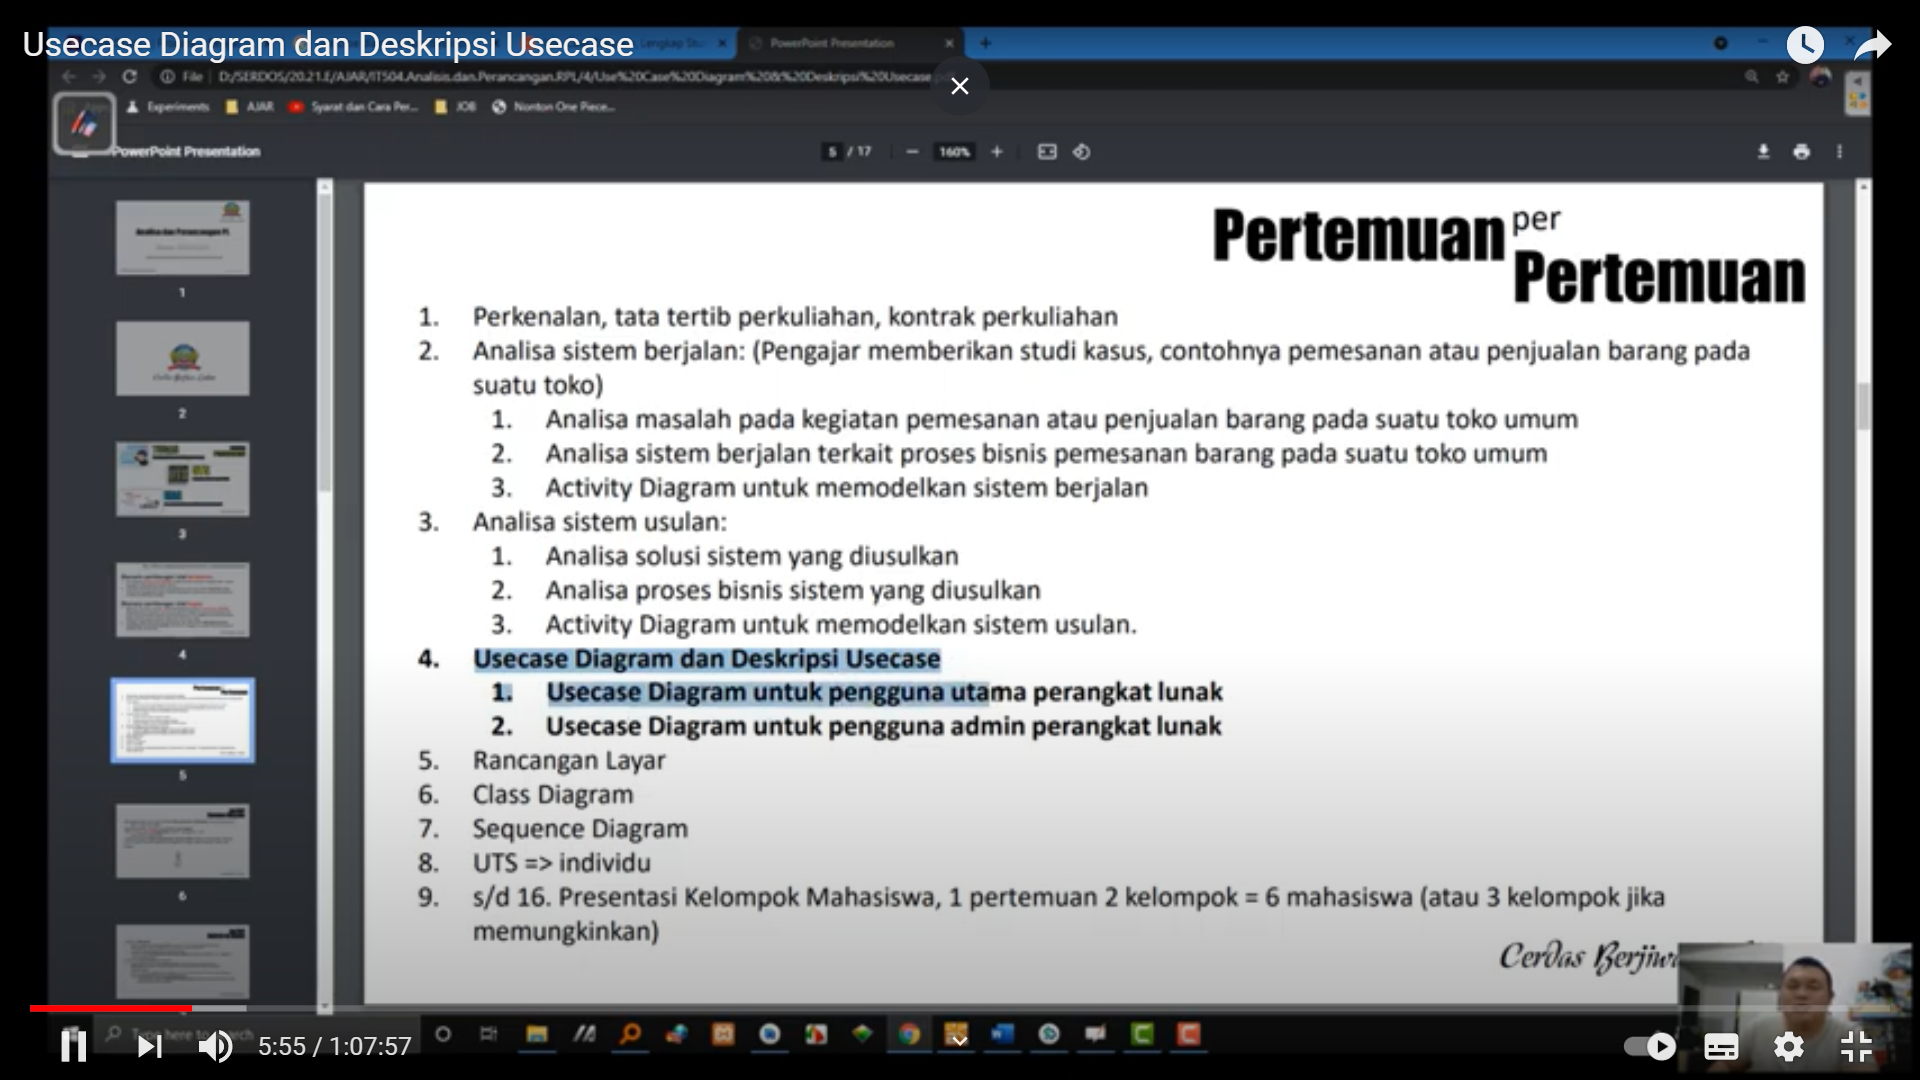 Usecase Diagram dan Deskripsi Usecase
PowerPoint Presentation
File | D:/SERDOS/20.21.E/AJAR/IT504.Analisis.dan.Perancangan.RPL/4/Use%20Case%20Diagram%20&%20Deskripsi%20Usecase
Experiments AJAR Syarat dan Cara Per... JOB Nonton One Piece...
PowerPoint Presentation 5 / 17 — 160% +
Pertemuan per
Pertemuan
1. Perkenalan, tata tertib perkuliahan, kontrak perkuliahan
2. Analisa sistem berjalan: (Pengajar memberikan studi kasus, contohnya pemesanan atau penjualan barang pada
suatu toko)
1. Analisa masalah pada kegiatan pemesanan atau penjualan barang pada suatu toko umum
2. Analisa sistem berjalan terkait proses bisnis pemesanan barang pada suatu toko umum
3. Activity Diagram untuk memodelkan sistem berjalan
3. Analisa sistem usulan:
1. Analisa solusi sistem yang diusulkan
2. Analisa proses bisnis sistem yang diusulkan
3. Activity Diagram untuk memodelkan sistem usulan.
4. Usecase Diagram dan Deskripsi Usecase
1. Usecase Diagram untuk pengguna utama perangkat lunak
2. Usecase Diagram untuk pengguna admin perangkat lunak
5. Rancangan Layar
6. Class Diagram
7. Sequence Diagram
8. UTS => individu
9. s/d 16. Presentasi Kelompok Mahasiswa, 1 pertemuan 2 kelompok = 6 mahasiswa (atau 3 kelompok jika
memungkinkan)
Cerdas
1
2
3
4
5
6
Type here to search
5:55 / 1:07:57